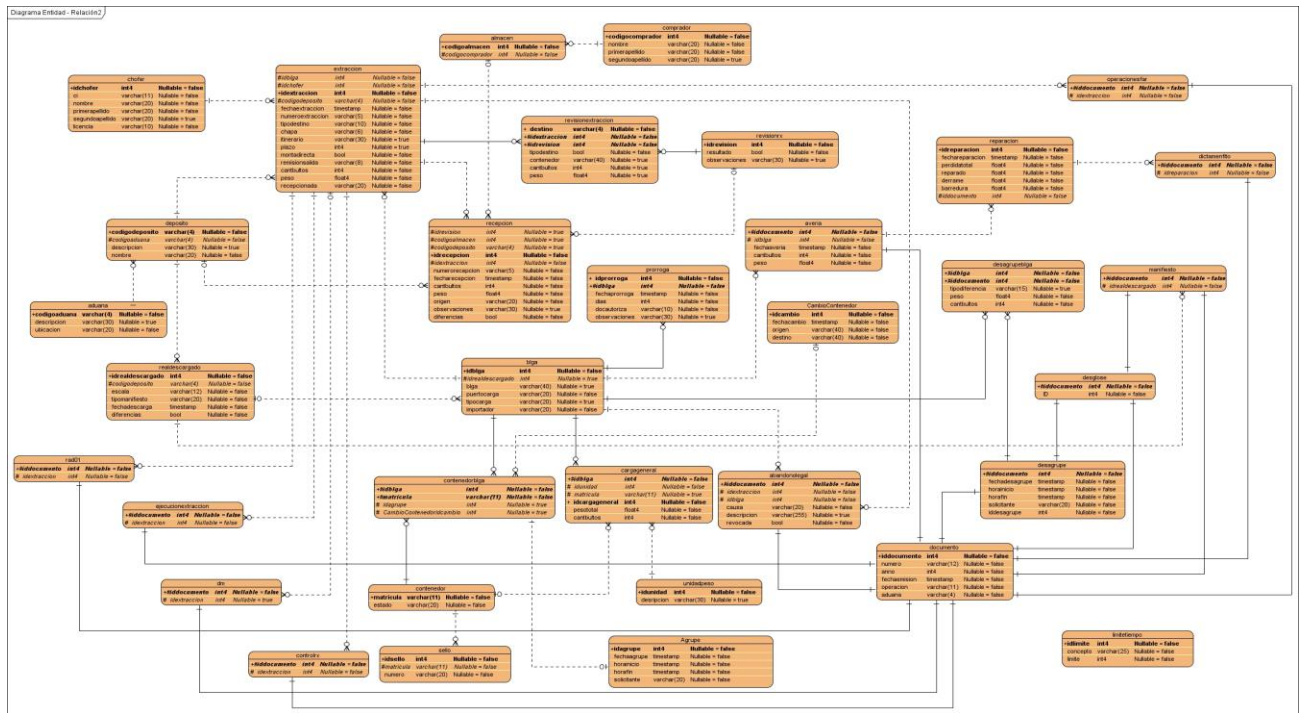 Diagrama Entidad - Relación2
comprador
+codigocomprador int4 Nullable = false
nombre varchar(20) Nullable = false
primerapellido varchar(20) Nullable = false
segundoapellido varchar(20) Nullable = true
almacen
+codigoalmacen int4 Nullable = false
#codigocomprador int4 Nullable = false
extraccion
#idblga int4 Nullable = false
#idchofer int4 Nullable = false
+idextraccion int4 Nullable = false
#codigodeposito varchar(4) Nullable = false
fechaextraccion timestamp Nullable = false
numeroextraccion varchar(5) Nullable = false
tipodestino varchar(10) Nullable = false
chapa varchar(6) Nullable = false
itinerario varchar(30) Nullable = true
plazo int4 Nullable = true
montadirecta bool Nullable = false
remisionsalida varchar(8) Nullable = false
cantbultos int4 Nullable = false
peso float4 Nullable = false
recepcionada varchar(20) Nullable = false
chofer
+idchofer int4 Nullable = false
ci varchar(11) Nullable = false
nombre varchar(20) Nullable = false
primerapellido varchar(20) Nullable = false
segundoapellido varchar(20) Nullable = true
licencia varchar(10) Nullable = false
operacionesfar
+#iddocumento int4 Nullable = false
# idextraccion int4 Nullable = false
revisionextraccion
+ destino varchar(4) Nullable = false
+#idextraccion int4 Nullable = false
+#idrevision int4 Nullable = false
tipodestino bool Nullable = false
contenedor varchar(40) Nullable = true
cantbultos int4 Nullable = true
peso float4 Nullable = true
revisionex
+idrevision int4 Nullable = false
resultado bool Nullable = false
observaciones varchar(30) Nullable = true
reparacion
+idreparacion int4 Nullable = false
fechareparacion timestamp Nullable = false
perdidatotal float4 Nullable = false
reparado float4 Nullable = false
derrame float4 Nullable = false
barredura float4 Nullable = false
#iddocumento int4 Nullable = false
dictamenfito
+#iddocumento int4 Nullable = false
# idreparacion int4 Nullable = false
deposito
+codigodeposito varchar(4) Nullable = false
#codigoaduana varchar(4) Nullable = false
descripcion varchar(30) Nullable = true
nombre varchar(20) Nullable = false
recepcion
#idrevision int4 Nullable = true
#codigoalmacen int4 Nullable = true
#codigodeposito varchar(4) Nullable = true
+idrecepcion int4 Nullable = false
#idextraccion int4 Nullable = false
numerorecepcion varchar(5) Nullable = false
fecharecepcion timestamp Nullable = false
cantbultos int4 Nullable = false
peso float4 Nullable = false
origen varchar(20) Nullable = false
observaciones varchar(30) Nullable = true
diferencias bool Nullable = false
averia
+#iddocumento int4 Nullable = false
# idblga int4 Nullable = false
fechaaveria timestamp Nullable = false
cantbultos int4 Nullable = false
peso float4 Nullable = false
prorroga
+ idprorroga int4 Nullable = false
+#idblga int4 Nullable = false
fechaprorroga timestamp Nullable = false
dias int4 Nullable = false
docautoriza varchar(10) Nullable = false
observaciones varchar(30) Nullable = true
desagrupeblga
+#idblga int4 Nullable = false
+#iddocumento int4 Nullable = false
tipodiferencia varchar(15) Nullable = true
peso float4 Nullable = false
cantbultos int4 Nullable = false
manifiesto
+#iddocumento int4 Nullable = false
# idrealdescargado int4 Nullable = false
aduana
+codigoaduana varchar(4) Nullable = false
descripcion varchar(30) Nullable = true
ubicacion varchar(20) Nullable = false
CambioContenedor
+idcambio int4 Nullable = false
fechacambio timestamp Nullable = false
origen varchar(40) Nullable = false
destino varchar(40) Nullable = false
realdescargado
+idrealdescargado int4 Nullable = false
#codigodeposito varchar(4) Nullable = false
escala varchar(12) Nullable = false
tipomanifiesto varchar(20) Nullable = false
fechadescarga timestamp Nullable = false
diferencias bool Nullable = false
blga
+idblga int4 Nullable = false
#idrealdescargado int4 Nullable = true
blga varchar(40) Nullable = true
puertocarga varchar(20) Nullable = false
tipocarga varchar(20) Nullable = true
importador varchar(20) Nullable = false
desglose
+#iddocumento int4 Nullable = false
ID int4 Nullable = false
rsd01
+#iddocumento int4 Nullable = false
# idextraccion int4 Nullable = false
contenedorblga
+#idblga int4 Nullable = false
+#matricula varchar(11) Nullable = false
# idagrupe int4 Nullable = true
# CambioContenedoridcambio int4 Nullable = true
cargageneral
+#idblga int4 Nullable = false
# idunidad int4 Nullable = false
# matricula varchar(11) Nullable = true
+ idcargageneral int4 Nullable = false
pesototal float4 Nullable = false
cantbultos int4 Nullable = false
abandonolegal
+#iddocumento int4 Nullable = false
# idextraccion int4 Nullable = true
# idblga int4 Nullable = false
causa varchar(20) Nullable = false
descripcion varchar(255) Nullable = true
revocada bool Nullable = false
desagrupe
+#iddocumento int4 Nullable = false
fechadesagrupe timestamp Nullable = false
horainicio timestamp Nullable = false
horafin timestamp Nullable = false
solicitante varchar(20) Nullable = false
iddesagrupe int4 Nullable = false
ejecucionextraccion
+#iddocumento int4 Nullable = false
# idextraccion int4 Nullable = false
documento
+iddocumento int4 Nullable = false
numero varchar(12) Nullable = false
anno int4 Nullable = false
fechaemision timestamp Nullable = false
operacion varchar(11) Nullable = false
aduana varchar(4) Nullable = false
dm
+#iddocumento int4 Nullable = false
# idextraccion int4 Nullable = false
contenedor
+matricula varchar(11) Nullable = false
estado varchar(20) Nullable = false
unidadpeso
+idunidad int4 Nullable = false
desripcion varchar(30) Nullable = true
controlrv
+#iddocumento int4 Nullable = false
# idextraccion int4 Nullable = false
sello
+idsello int4 Nullable = false
#matricula varchar(11) Nullable = false
numero varchar(20) Nullable = false
Agrupe
+idagrupe int4 Nullable = false
fechaagrupe timestamp Nullable = false
horainicio timestamp Nullable = false
horafin timestamp Nullable = false
solicitante varchar(20) Nullable = false
limitetiempo
+idlimite int4 Nullable = false
concepto varchar(25) Nullable = false
limite int4 Nullable = false